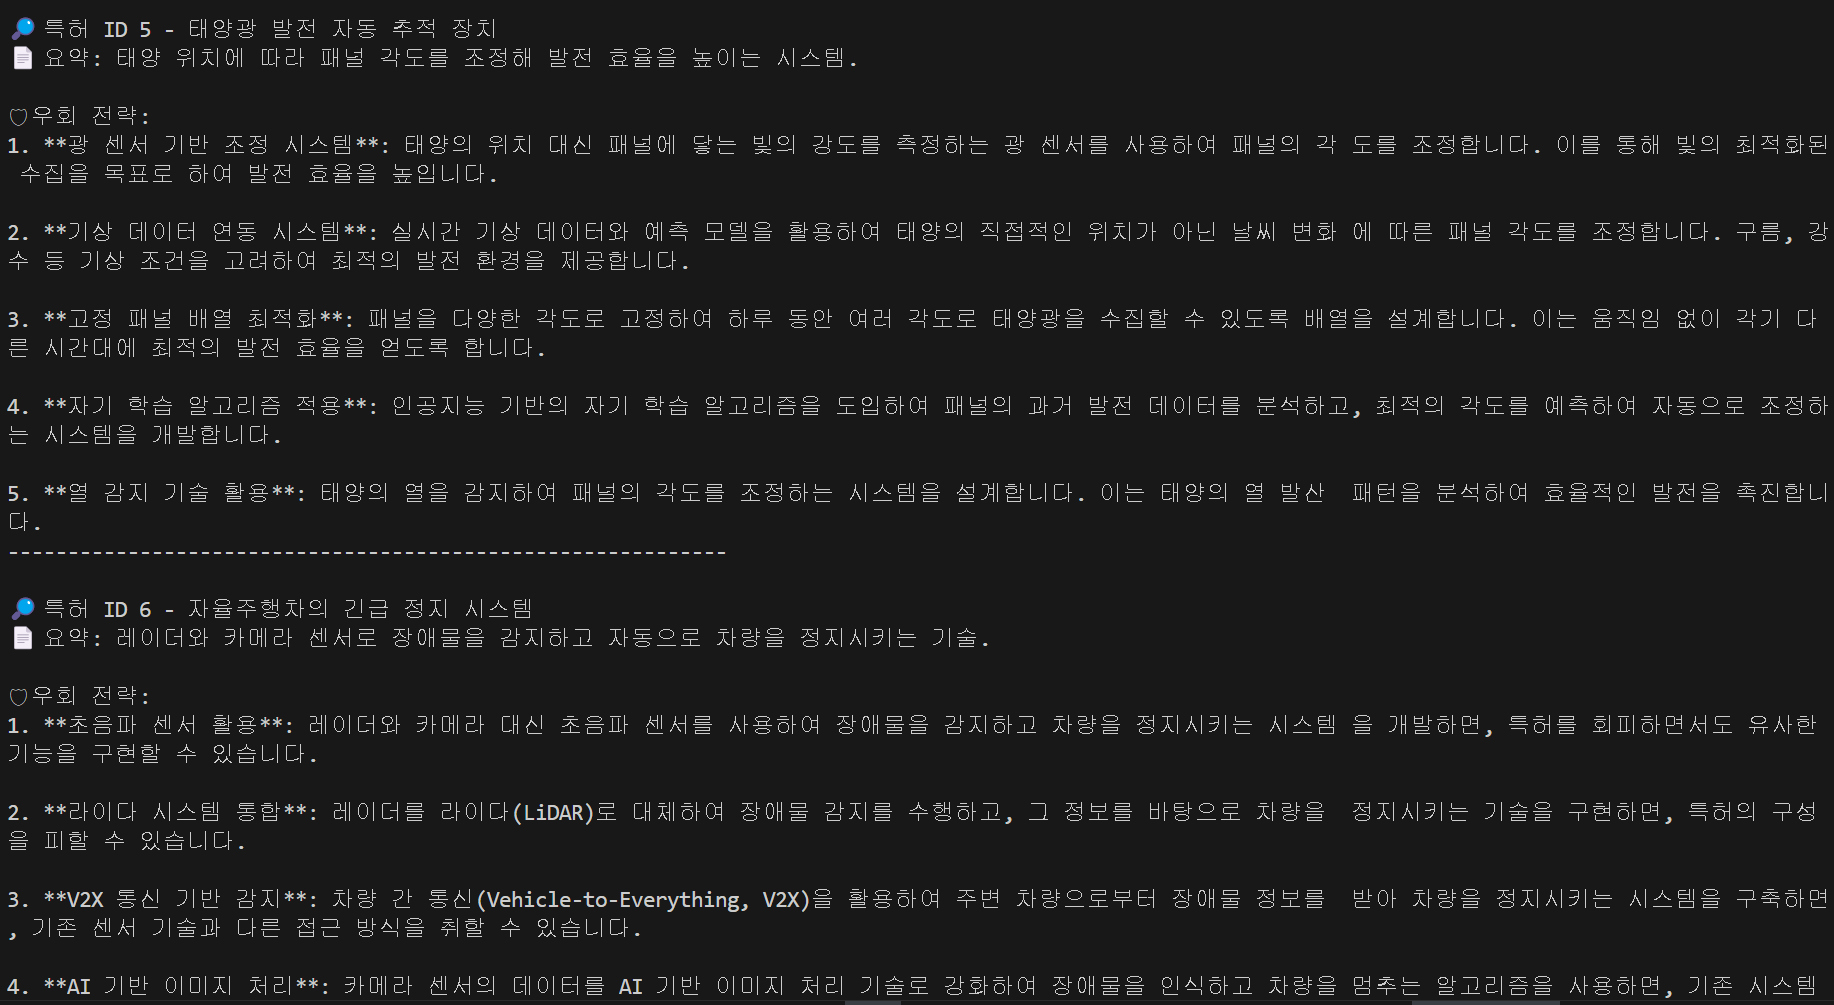 🔎 특허 ID 5 - 태양광 발전 자동 추적 장치
📄 요약: 태양 위치에 따라 패널 각도를 조정해 발전 효율을 높이는 시스템.
🛡우회 전략:
1. **광 센서 기반 조정 시스템**: 태양의 위치 대신 패널에 닿는 빛의 강도를 측정하는 광 센서를 사용하여 패널의 각 도를 조정합니다. 이를 통해 빛의 최적화된
수집을 목표로 하여 발전 효율을 높입니다.
2. **기상 데이터 연동 시스템**: 실시간 기상 데이터와 예측 모델을 활용하여 태양의 직접적인 위치가 아닌 날씨 변화 에 따른 패널 각도를 조정합니다. 구름, 강
수 등 기상 조건을 고려하여 최적의 발전 환경을 제공합니다.
3. **고정 패널 배열 최적화**: 패널을 다양한 각도로 고정하여 하루 동안 여러 각도로 태양광을 수집할 수 있도록 배열을 설계합니다. 이는 움직임 없이 각기 다
른 시간대에 최적의 발전 효율을 얻도록 합니다.
4. **자기 학습 알고리즘 적용**: 인공지능 기반의 자기 학습 알고리즘을 도입하여 패널의 과거 발전 데이터를 분석하고, 최적의 각도를 예측하여 자동으로 조정하
는 시스템을 개발합니다.
5. **열 감지 기술 활용**: 태양의 열을 감지하여 패널의 각도를 조정하는 시스템을 설계합니다. 이는 태양의 열 발산  패턴을 분석하여 효율적인 발전을 촉진합니
다.
------------------------------------------------------------
🔎 특허 ID 6 - 자율주행차의 긴급 정지 시스템
📄 요약: 레이더와 카메라 센서로 장애물을 감지하고 자동으로 차량을 정지시키는 기술.
🛡우회 전략:
1. **초음파 센서 활용**: 레이더와 카메라 대신 초음파 센서를 사용하여 장애물을 감지하고 차량을 정지시키는 시스템 을 개발하면, 특허를 회피하면서도 유사한
기능을 구현할 수 있습니다.
2. **라이다 시스템 통합**: 레이더를 라이다(LiDAR)로 대체하여 장애물 감지를 수행하고, 그 정보를 바탕으로 차량을  정지시키는 기술을 구현하면, 특허의 구성
을 피할 수 있습니다.
3. **V2X 통신 기반 감지**: 차량 간 통신(Vehicle-to-Everything, V2X)을 활용하여 주변 차량으로부터 장애물 정보를  받아 차량을 정지시키는 시스템을 구축하면
, 기존 센서 기술과 다른 접근 방식을 취할 수 있습니다.
4. **AI 기반 이미지 처리**: 카메라 센서의 데이터를 AI 기반 이미지 처리 기술로 강화하여 장애물을 인식하고 차량을 멈추는 알고리즘을 사용하면, 기존 시스템